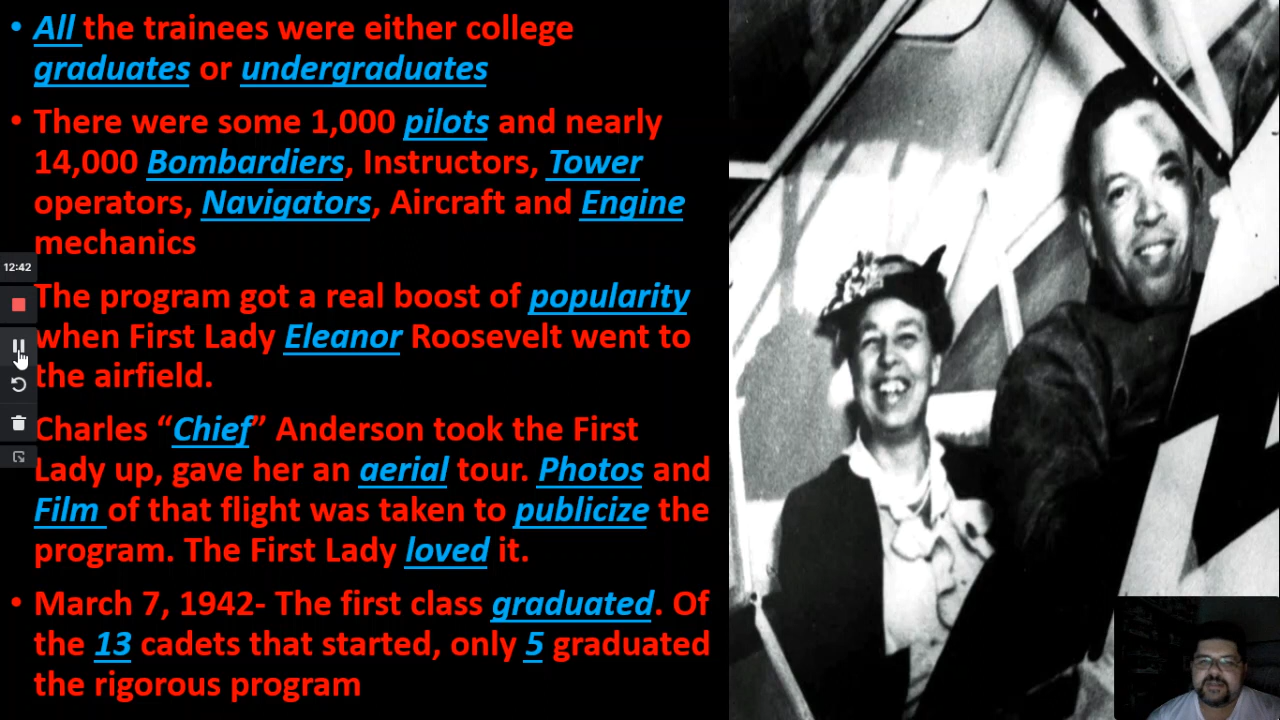 • All the trainees were either college
graduates or undergraduates
• There were some 1,000 pilots and nearly
14,000 Bombardiers, Instructors, Tower
operators, Navigators, Aircraft and Engine
mechanics
12:42
The program got a real boost of popularity
when First Lady Eleanor Roosevelt went to
the airfield.
Charles “Chief” Anderson took the First
Lady up, gave her an aerial tour. Photos and
Film of that flight was taken to publicize the
program. The First Lady loved it.
• March 7, 1942- The first class graduated. Of
the 13 cadets that started, only 5 graduated
the rigorous program